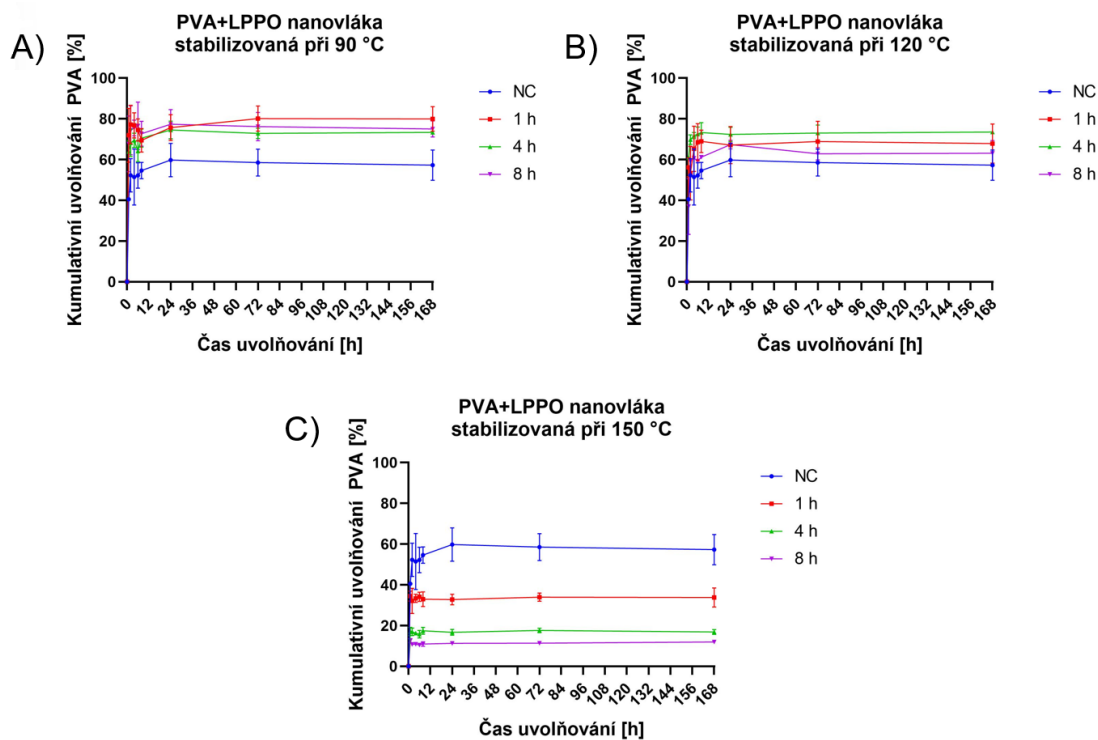 A)
PVA+LPPO nanovláka
stabilizovaná při 90 °C
Kumulativní uvolňování PVA [%]
100
80
60
40
20
0
0 12 24 36 48 60 72 84 96 108 120 132 144 156 168
Čas uvolňování [h]
NC
1 h
4 h
8 h
B)
PVA+LPPO nanovláka
stabilizovaná při 120 °C
Kumulativní uvolňování PVA [%]
100
80
60
40
20
0
0 12 24 36 48 60 72 84 96 108 120 132 144 156 168
Čas uvolňování [h]
NC
1 h
4 h
8 h
C)
PVA+LPPO nanovláka
stabilizovaná při 150 °C
Kumulativní uvolňování PVA [%]
100
80
60
40
20
0
0 12 24 36 48 60 72 84 96 108 120 132 144 156 168
Čas uvolňování [h]
NC
1 h
4 h
8 h